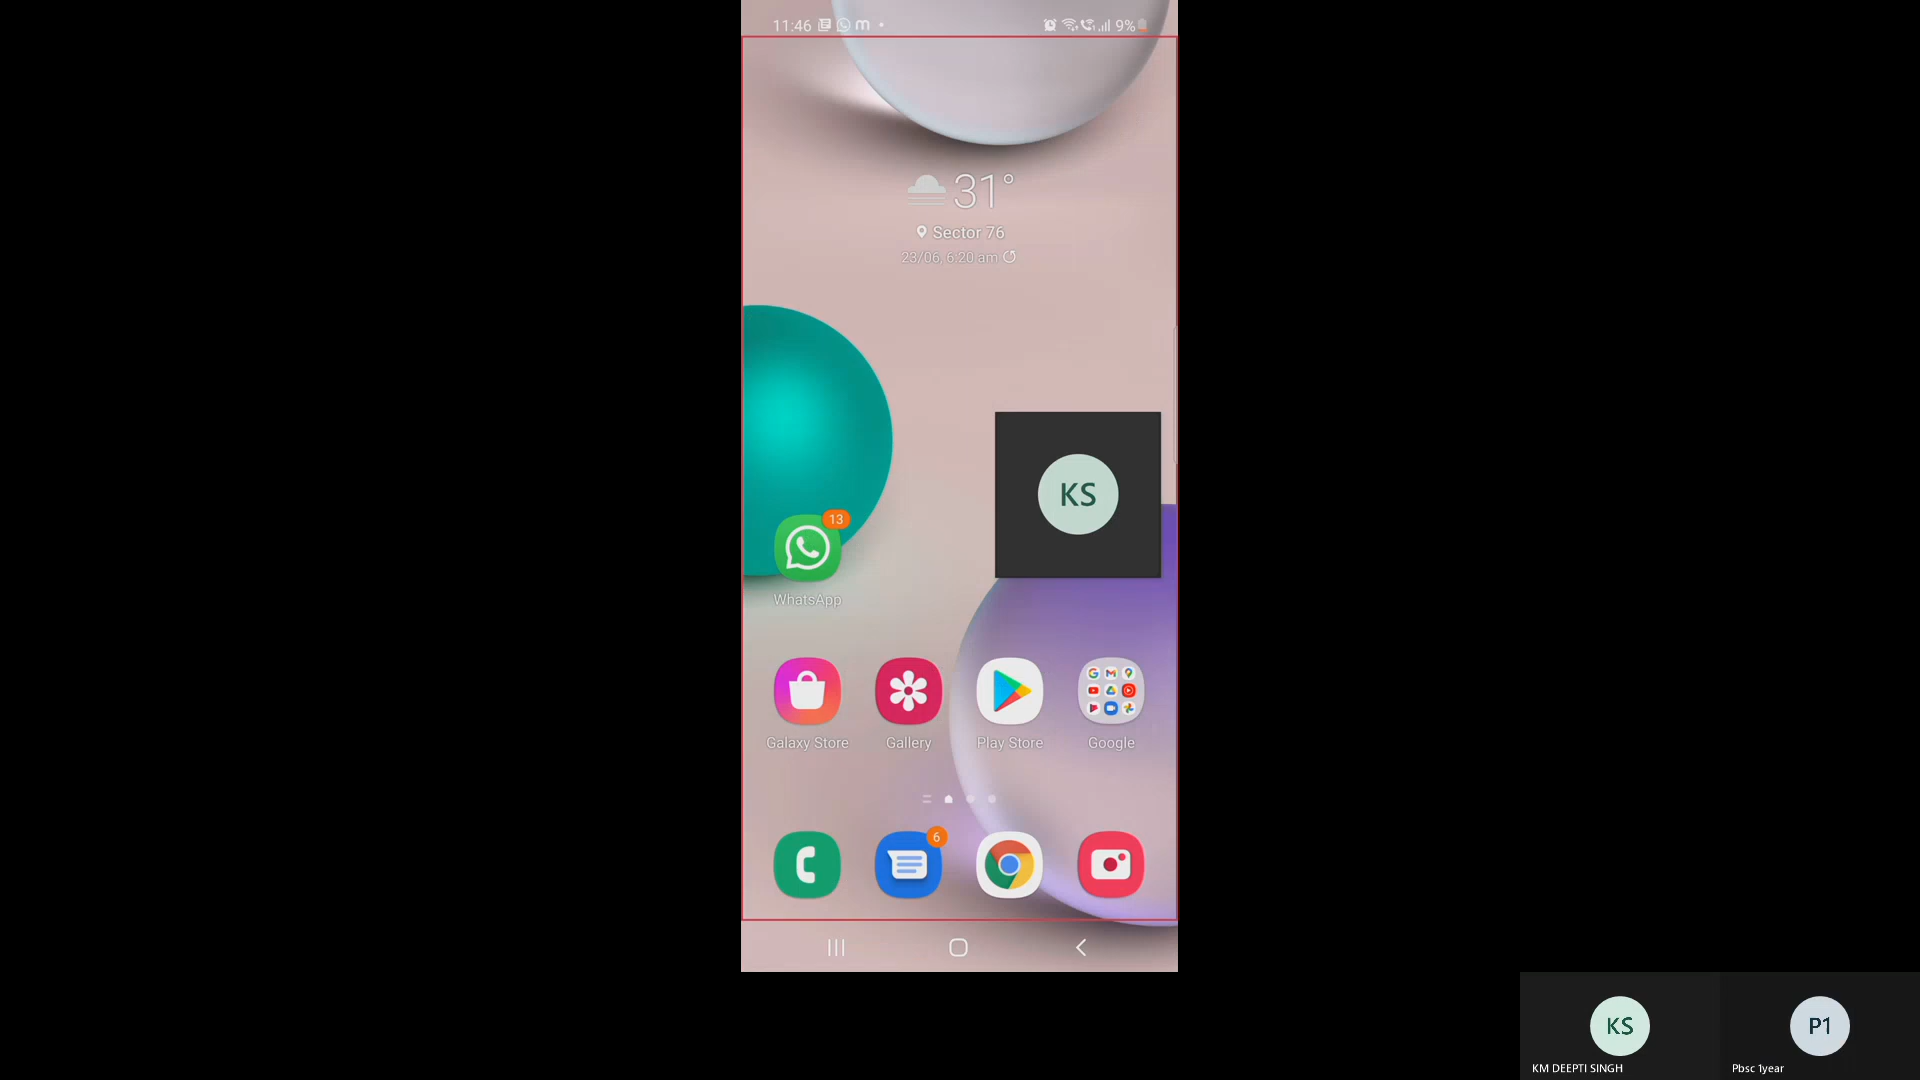 11:46
9%
31°
Sector 76
23/06, 6:20 am
KS
13
WhatsApp
Galaxy Store
Gallery
Play Store
Google
6
KS
P1
KM DEEPTI SINGH
Pbsc 1year